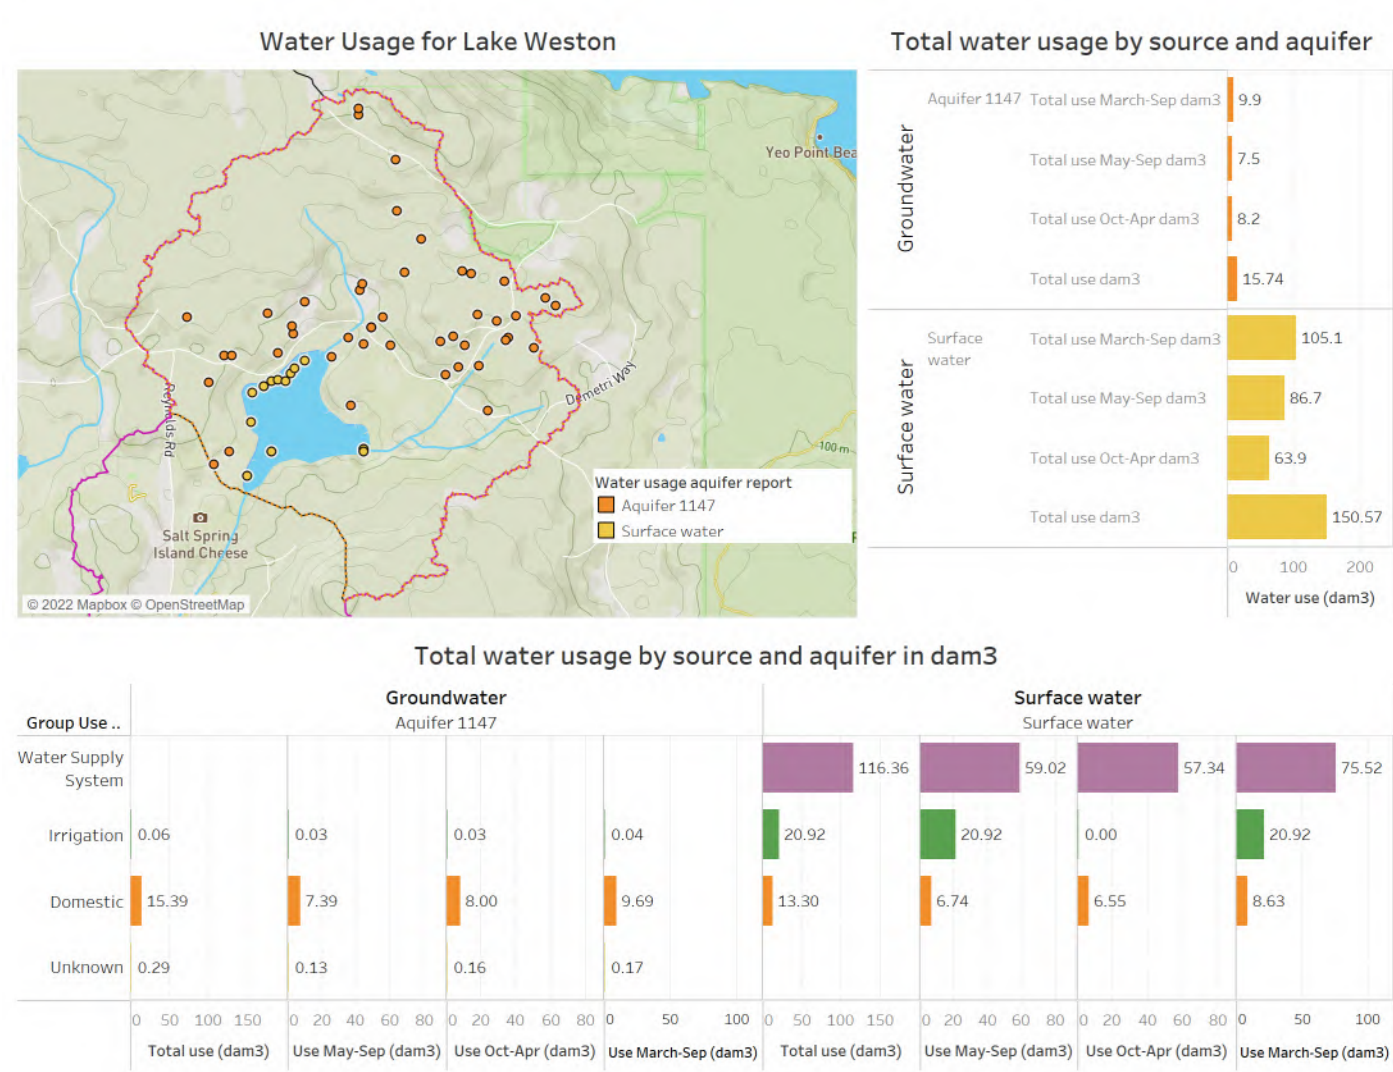 Water Usage for Lake Weston
Yeo Point Bea
Reynolds Rd
Demetri Way
100 m
Salt Spring
Island Cheese
Water usage aquifer report
Aquifer 1147
Surface water
© 2022 Mapbox © OpenStreetMap
Total water usage by source and aquifer
Groundwater
Aquifer 1147 Total use March-Sep dam3 9.9
Total use May-Sep dam3 7.5
Total use Oct-Apr dam3 8.2
Total use dam3 15.74
Surface water
Surface
water
Total use March-Sep dam3 105.1
Total use May-Sep dam3 86.7
Total use Oct-Apr dam3 63.9
Total use dam3 150.57
0 100 200
Water use (dam3)
Total water usage by source and aquifer in dam3
Groundwater Surface water
Group Use .. Aquifer 1147 Surface water
Water Supply
System
116.36 59.02 57.34 75.52
Irrigation 0.06 0.03 0.03 0.04 20.92 20.92 0.00 20.92
Domestic 15.39 7.39 8.00 9.69 13.30 6.74 6.55 8.63
Unknown 0.29 0.13 0.16 0.17
0 50 100 150 0 20 40 60 80 0 20 40 60 80 0 50 100 0 50 100 150 0 20 40 60 80 0 20 40 60 80 0 50 100
Total use (dam3) Use May-Sep (dam3) Use Oct-Apr (dam3) Use March-Sep (dam3) Total use (dam3) Use May-Sep (dam3) Use Oct-Apr (dam3) Use March-Sep (dam3)